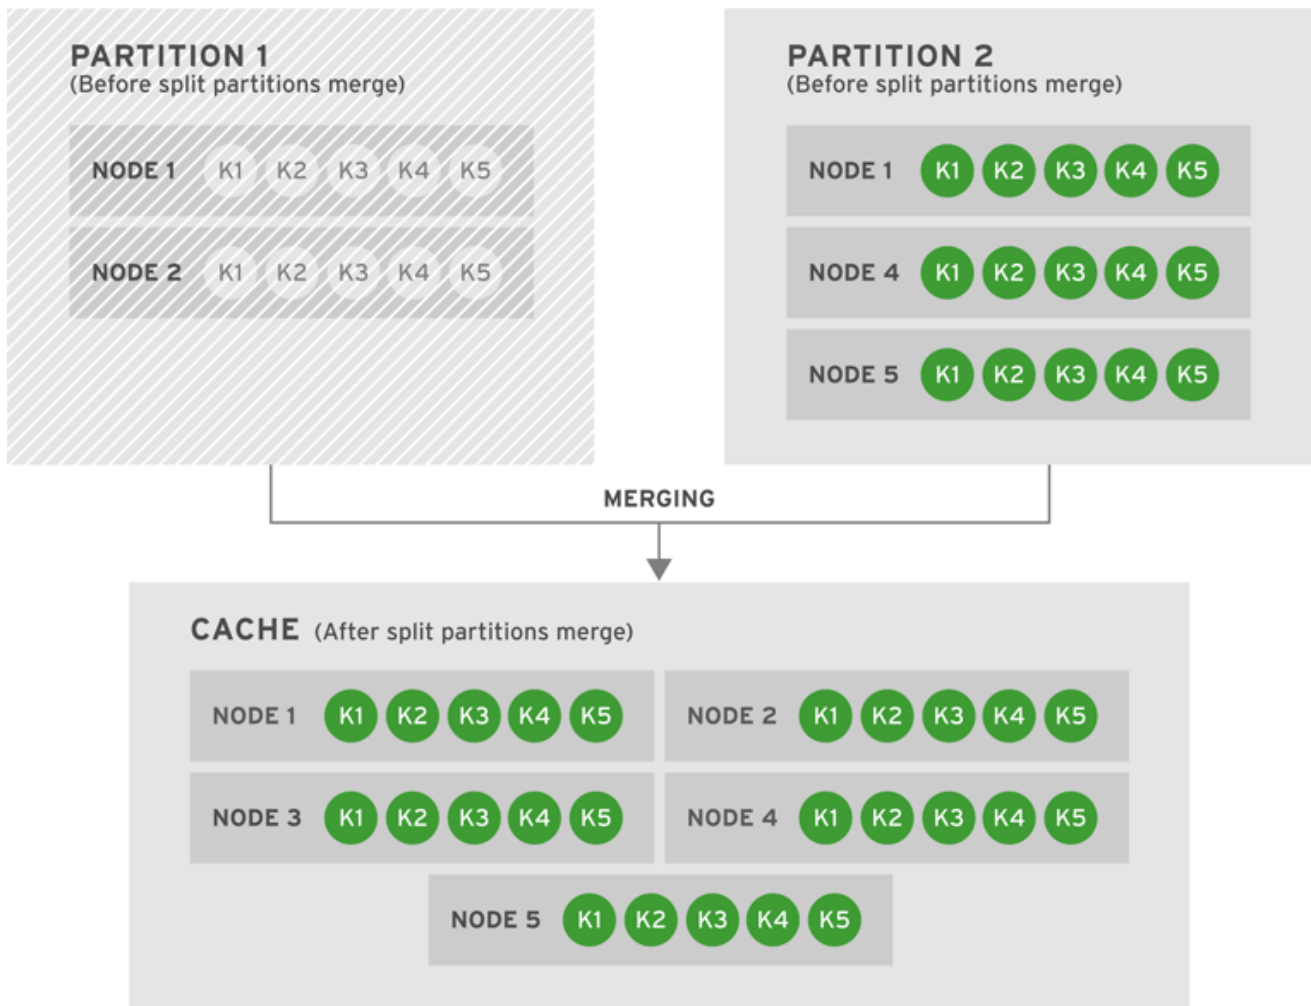 PARTITION 1
(Before split partitions merge)
NODE 1 K1 K2 K3 K4 K5
NODE 2 K1 K2 K3 K4 K5
PARTITION 2
(Before split partitions merge)
NODE 1 K1 K2 K3 K4 K5
NODE 4 K1 K2 K3 K4 K5
NODE 5 K1 K2 K3 K4 K5
MERGING
CACHE (After split partitions merge)
NODE 1 K1 K2 K3 K4 K5
NODE 2 K1 K2 K3 K4 K5
NODE 3 K1 K2 K3 K4 K5
NODE 4 K1 K2 K3 K4 K5
NODE 5 K1 K2 K3 K4 K5